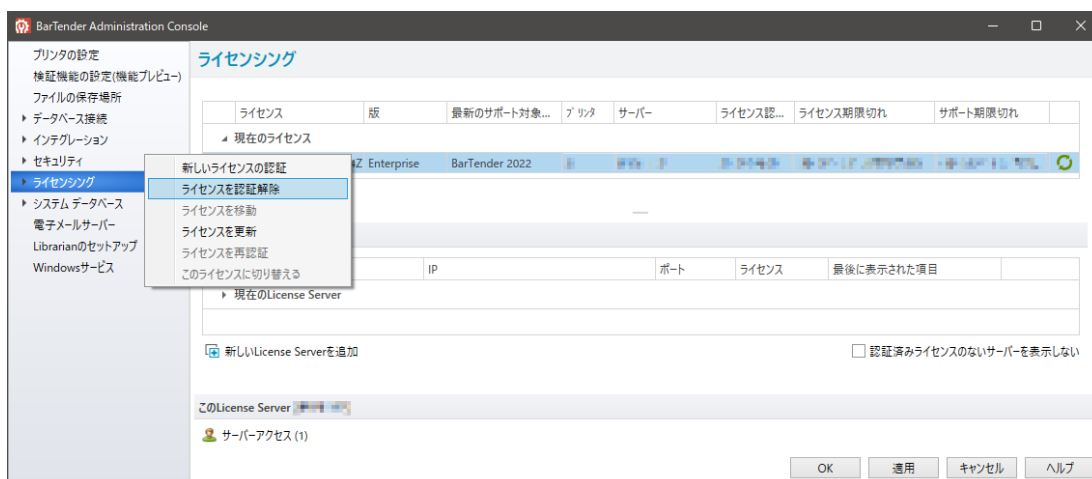 BarTender Administration Console
プリンタの設定
検証機能の設定(機能プレビュー)
ファイルの保存場所
データベース接続
インテグレーション
セキュリティ
ライセンシング
システム データベース
電子メールサーバー
Librarianのセットアップ
Windowsサービス
新しいライセンスの認証
ライセンスを認証解除
ライセンスを移動
ライセンスを更新
ライセンスを再認証
このライセンスに切り替える
ライセンシング
ライセンス 版 最新のサポート対象... プリンタ サーバー ライセンス認... ライセンス期限切れ サポート期限切れ
現在のライセンス
Enterprise BarTender 2022
IP ポート ライセンス 最後に表示された項目
現在のLicense Server
新しいLicense Serverを追加 認証済みライセンスのないサーバーを表示しない
このLicense Server
サーバーアクセス (1)
OK 適用 キャンセル ヘルプ